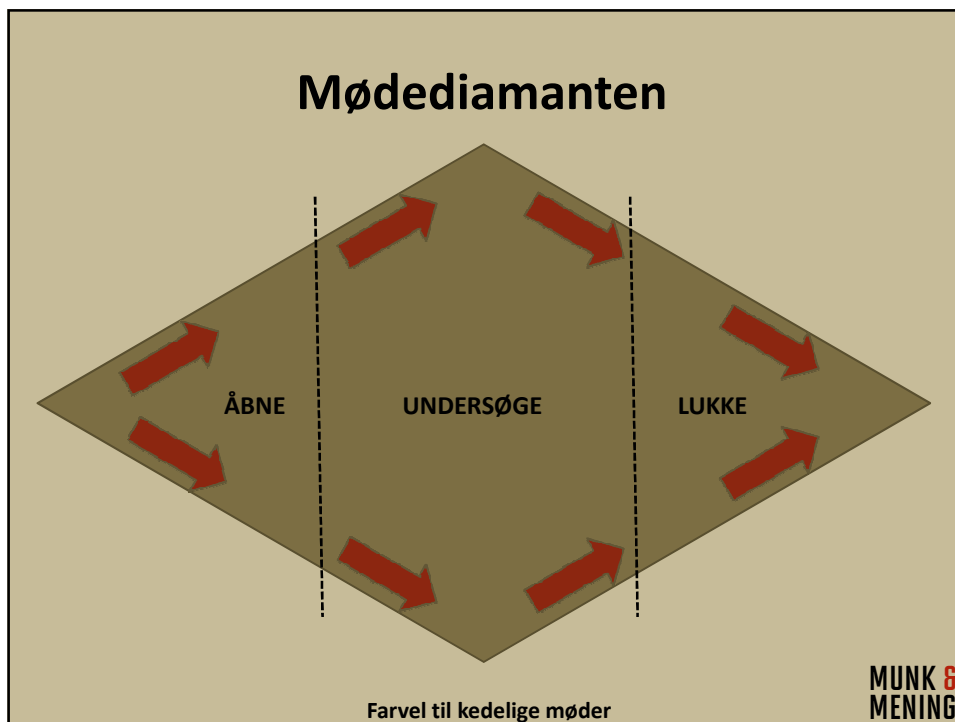 Mødediamanten
ÅBNE
UNDERSØGE
LUKKE
Farvel til kedelige møder
MUNK &
MENING